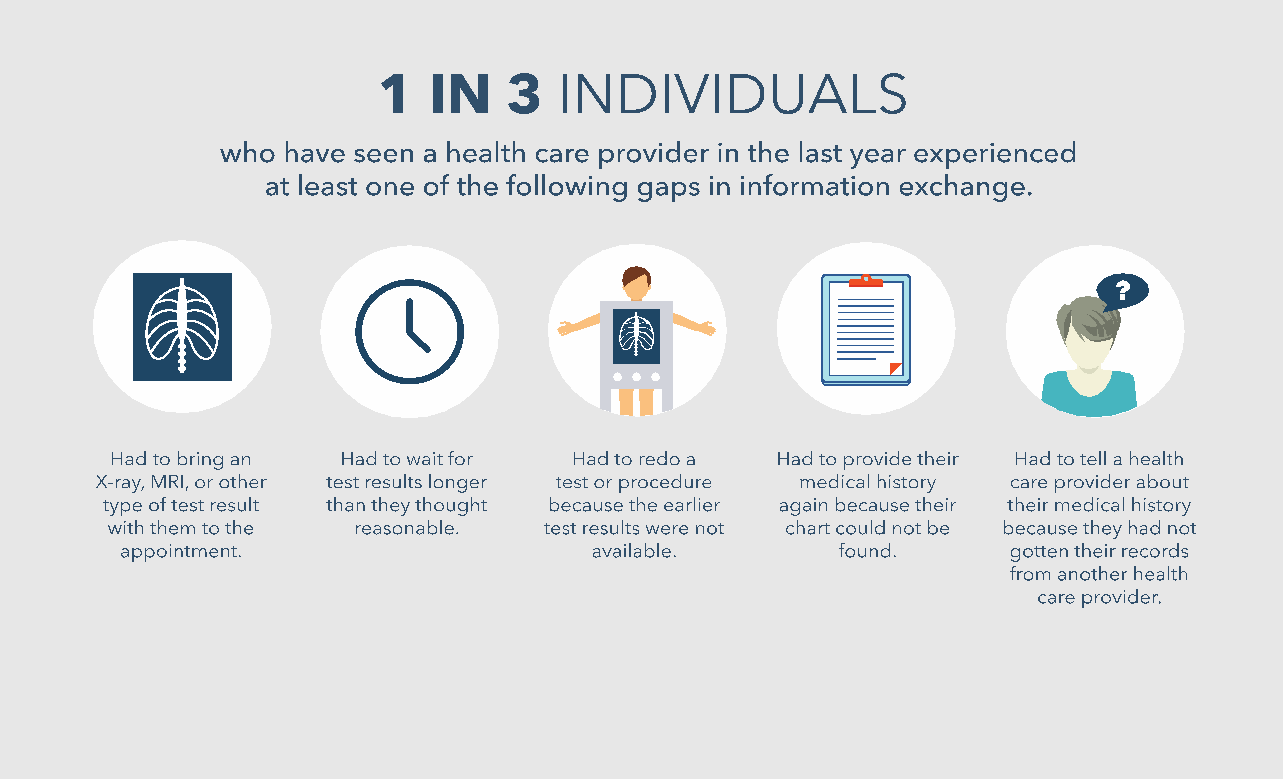 1 IN 3 INDIVIDUALS
who have seen a health care provider in the last year experienced
at least one of the following gaps in information exchange.
?
Had to bring an
X-ray, MRI, or other
type of test result
with them to the
appointment.
Had to wait for
test results longer
than they thought
reasonable.
Had to redo a
test or procedure
because the earlier
test results were not
available.
Had to provide their
medical history
again because their
chart could not be
found.
Had to tell a health
care provider about
their medical history
because they had not
gotten their records
from another health
care provider.